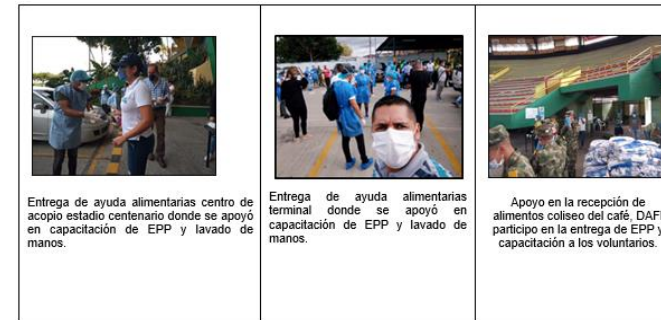 Entrega de ayuda alimentarias centro de
acopio estadio centenario donde se apoyó
en capacitación de EPP y lavado de
manos.
Entrega de ayuda alimentarias
terminal donde se apoyó en
capacitación de EPP y lavado de
manos.
Apoyo en la recepción de
alimentos coliseo del café,
participo en la entrega de EPP y
capacitación a los voluntarios.